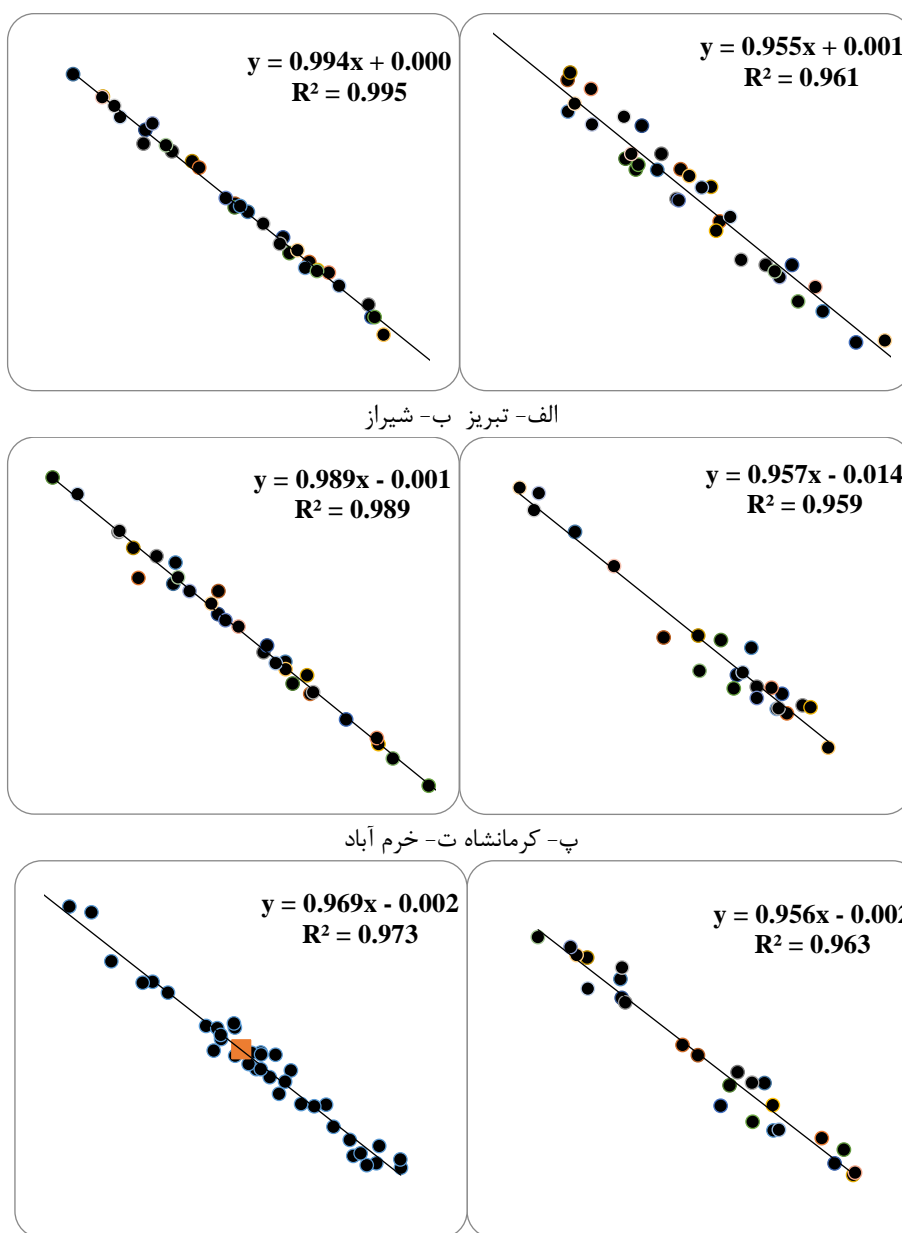 y = 0.994x + 0.000
R² = 0.995
y = 0.955x + 0.001
R² = 0.961
الف- تبریز ب- شیراز
y = 0.989x - 0.001
R² = 0.989
y = 0.957x - 0.014
R² = 0.959
پ- کرمانشاه ت- خرم آباد
y = 0.969x - 0.002
R² = 0.973
y = 0.956x - 0.002
R² = 0.963